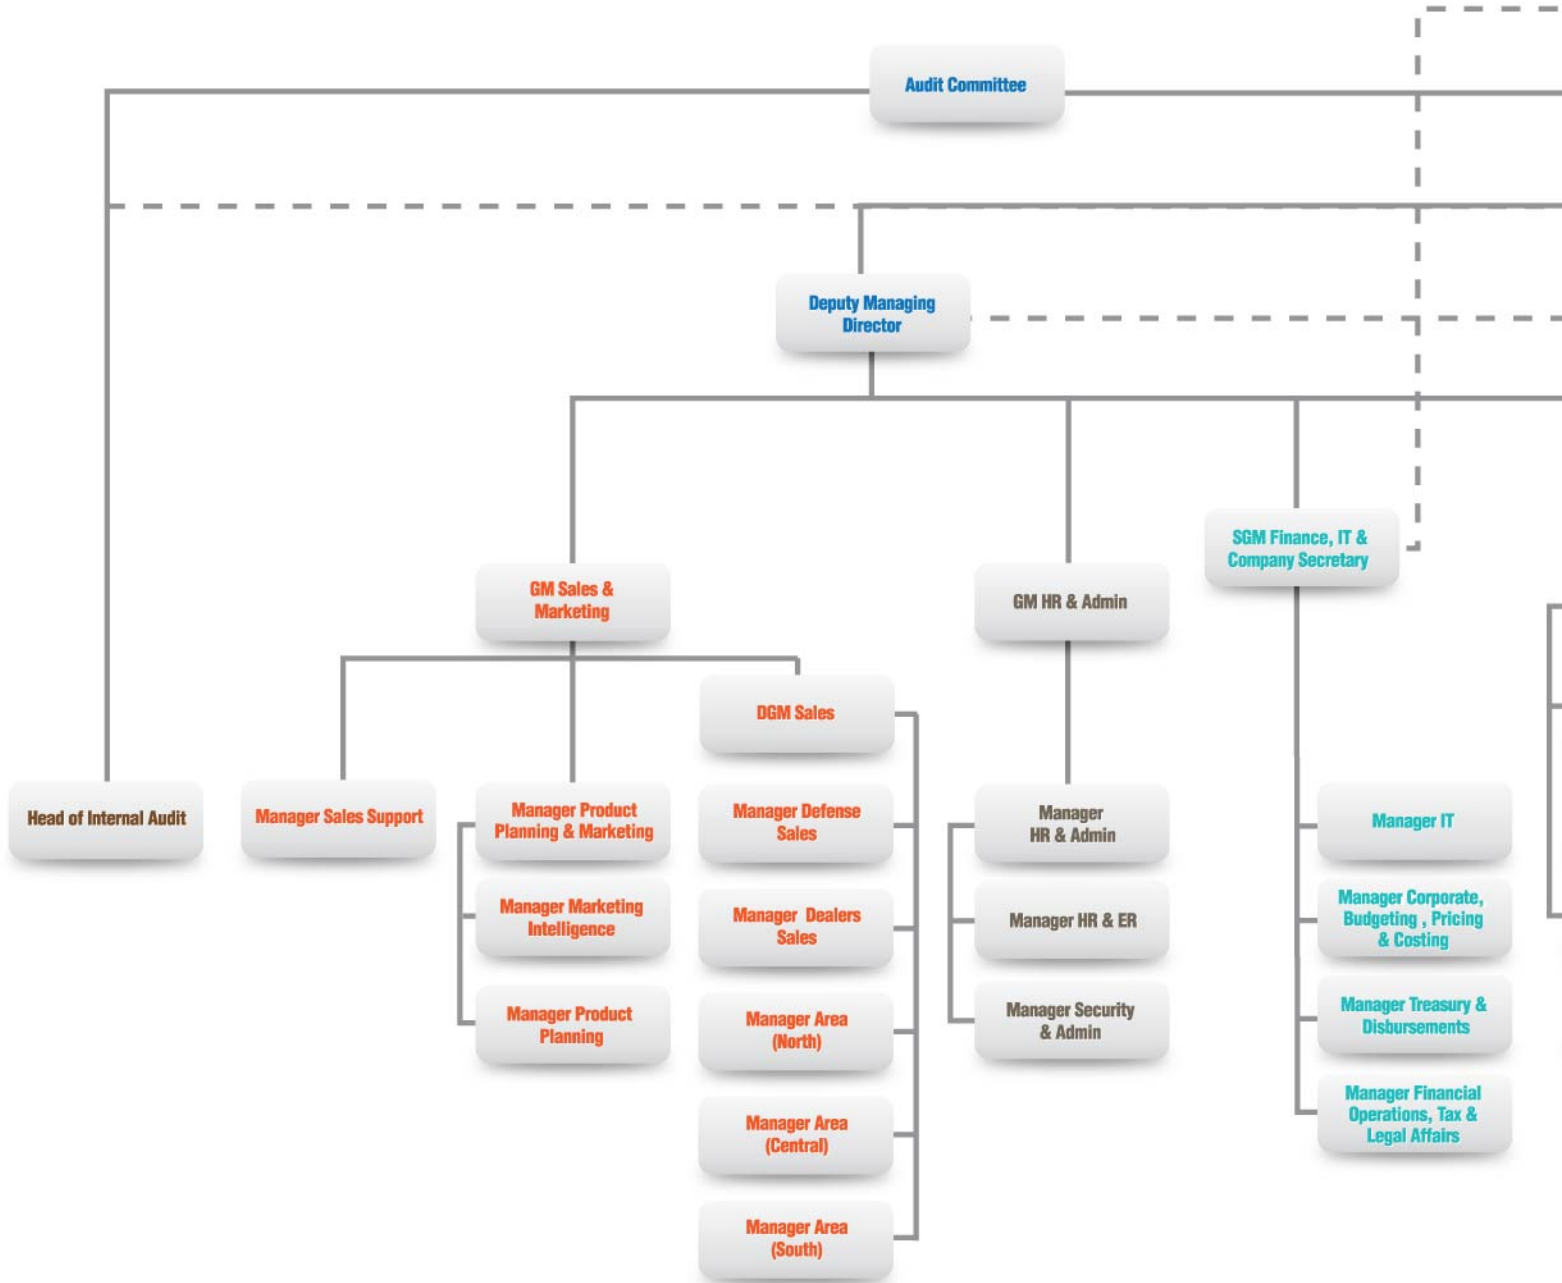 Audit Committee
Deputy Managing
Director
SGM Finance, IT &
Company Secretary
GM Sales &
Marketing
GM HR & Admin
DGM Sales
Head of Internal Audit
Manager Sales Support
Manager Product
Planning & Marketing
Manager Defense
Sales
Manager
HR & Admin
Manager IT
Manager Marketing
Intelligence
Manager  Dealers
Sales
Manager HR & ER
Manager Corporate,
Budgeting , Pricing
& Costing
Manager Product
Planning
Manager Area
(North)
Manager Security
& Admin
Manager Treasury &
Disbursements
Manager Area
(Central)
Manager Financial
Operations, Tax &
Legal Affairs
Manager Area
(South)